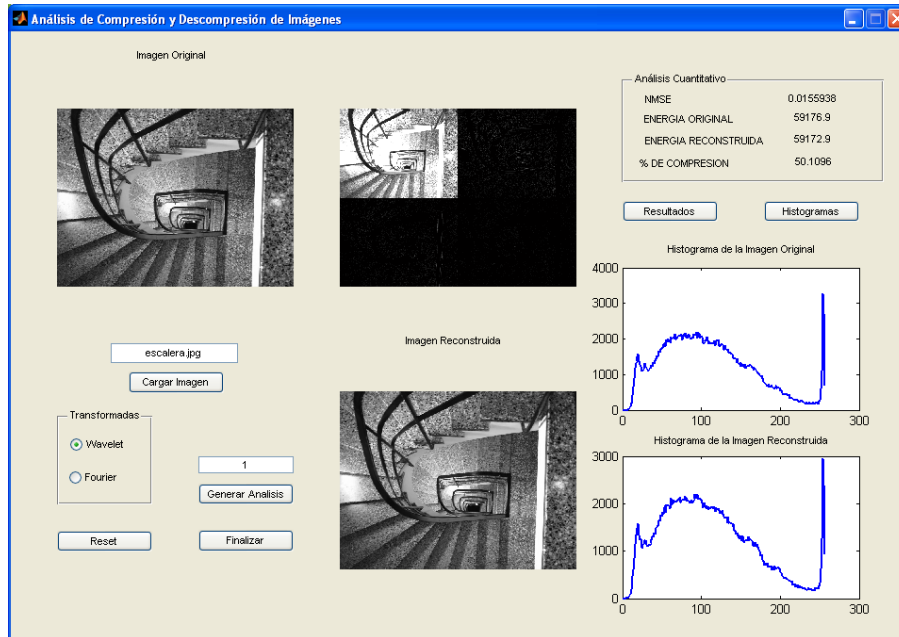 Análisis de Compresión y Descompresión de Imágenes
Imagen Original
Análisis Cuantitativo
NMSE 0.0155938
ENERGIA ORIGINAL 59176.9
ENERGIA RECONSTRUIDA 59172.9
% DE COMPRESION 50.1096
Resultados Histogramas
Histograma de la Imagen Original
4000
3000
2000
1000
0
0 100 200 300
Imagen Reconstruida
escalera.jpg
Cargar Imagen
Transformadas
Wavelet
Fourier
1
Generar Analisis
Reset Finalizar
Histograma de la Imagen Reconstruida
3000
2000
1000
0
0 100 200 300